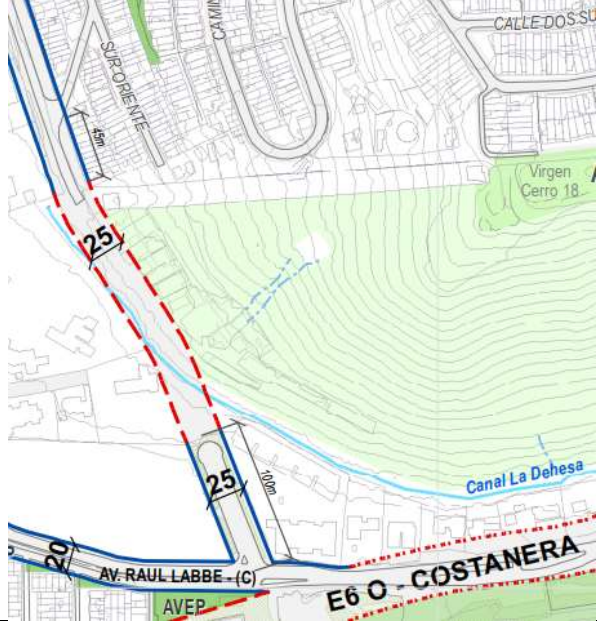 CALLE DOS SU
CAMIN
SUR ORIENTE
45m
Virgen
Cerro 18
A
25
Canal La Dehesa
100m
25
20
AV. RAUL LABBE - (C)
E6 O - COSTANERA
AVEP